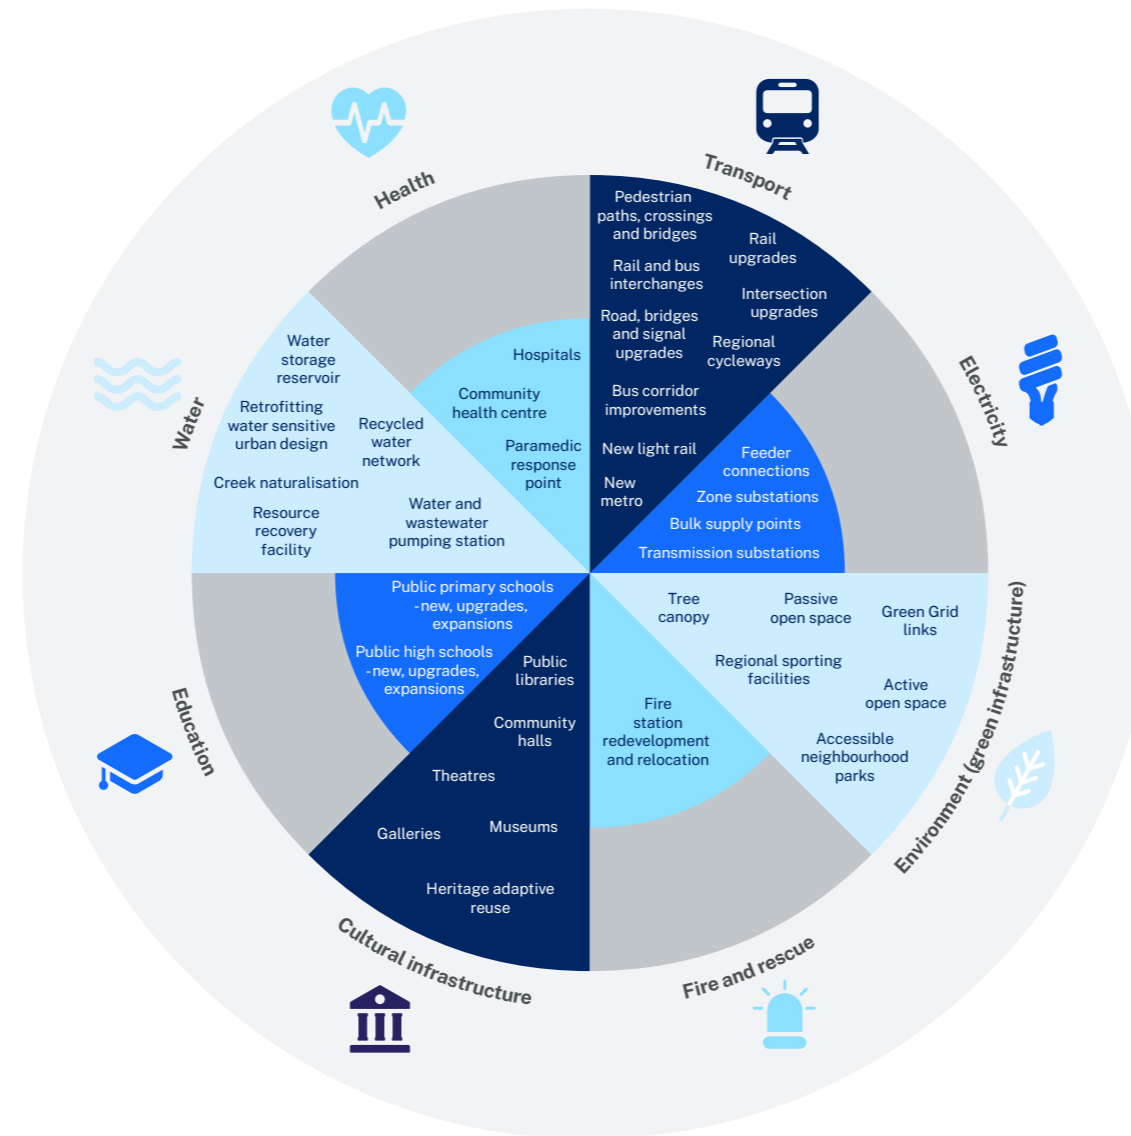 Health
Hospitals
Community
health centre
Paramedic
response
point
Transport
Pedestrian
paths, crossings
and bridges
Rail
upgrades
Rail and bus
interchanges
Intersection
upgrades
Road, bridges
and signal
upgrades
Regional
cycleways
Bus corridor
improvements
New light rail
New
metro
Electricity
Feeder
connections
Zone substations
Bulk supply points
Transmission substations
Environment (green infrastructure)
Tree
canopy
Passive
open space
Green Grid
links
Regional sporting
facilities
Active
open space
Accessible
neighbourhood
parks
Fire and rescue
Fire
station
redevelopment
and relocation
Cultural infrastructure
Public
libraries
Community
halls
Theatres
Galleries
Museums
Heritage adaptive
reuse
Education
Public primary schools
-new, upgrades,
expansions
Public high schools
-new, upgrades,
expansions
Water
Water
storage
reservoir
Retrofitting
water sensitive
urban design
Recycled
water
network
Creek naturalisation
Resource
recovery
facility
Water and
wastewater
pumping station